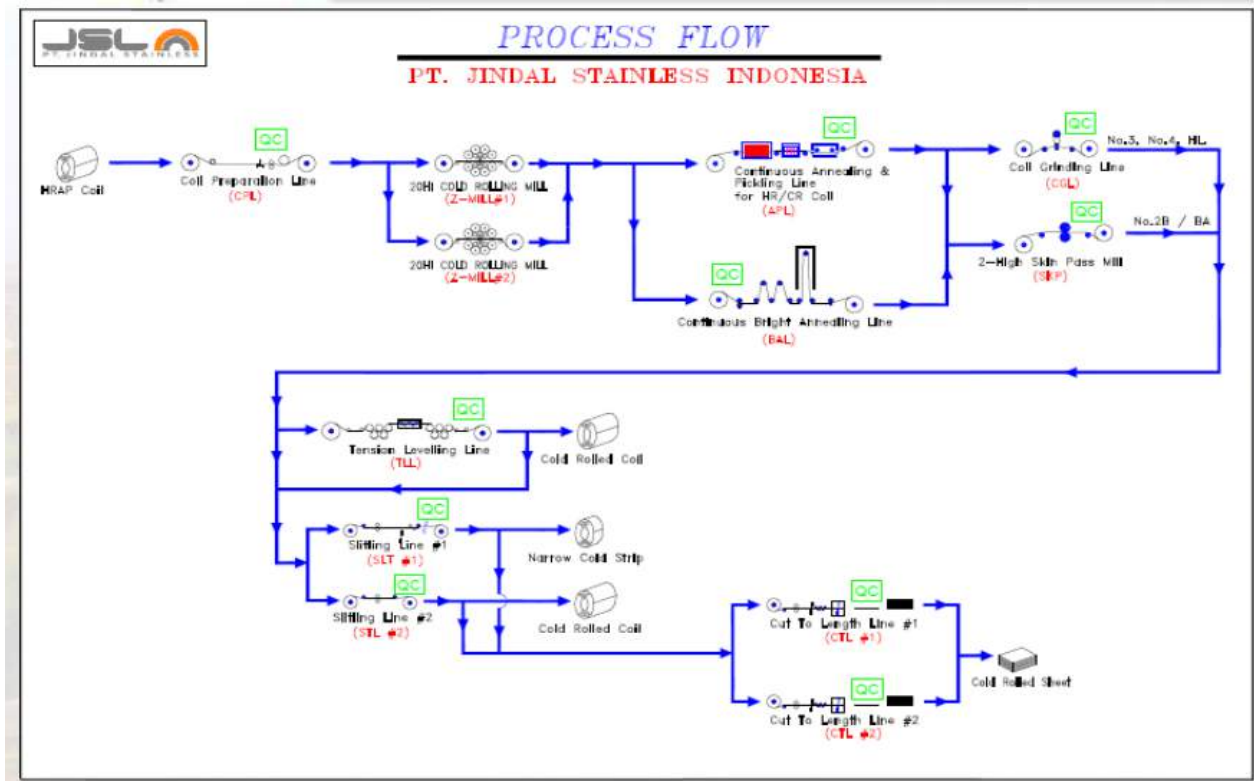 JSL
PT. JINDAL STAINLESS
PROCESS FLOW
PT. JINDAL STAINLESS INDONESIA
HRAP Coil
QC
Coil Preparation Line
(CPL)
20HI COLD ROLLING MILL
(Z-MILL#1)
20HI COLD ROLLING MILL
(Z-MILL#2)
QC
Continuous Annealing &
Pickling Line
for HR/CR Coil
(APL)
QC
Continuous Bright Annealing Line
(BAL)
QC
Coil Grinding Line
(CGL)
No.3, No.4, HL
QC
2-High Skin Pass Mill
(SKP)
No.2B / BA
QC
Tension Levelling Line
(TLL)
Cold Rolled Coil
QC
Slitting Line #1
(SLT #1)
Narrow Cold Strip
QC
Slitting Line #2
(STL #2)
Cold Rolled Coil
QC
Cut To Length Line #1
(CTL #1)
QC
Cut To Length Line #2
(CTL #2)
Cold Rolled Sheet